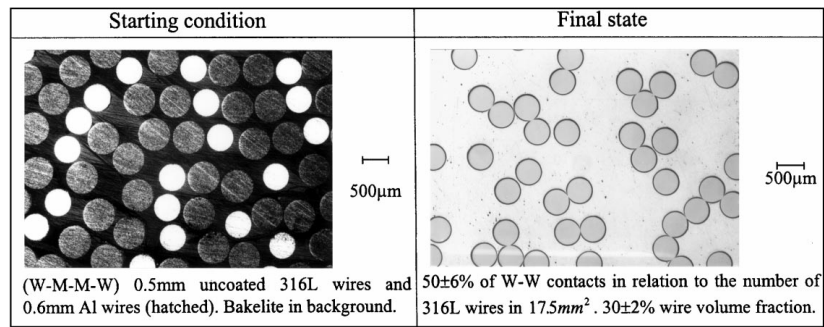 Starting condition
Final state
500μm
500μm
(W-M-M-W) 0.5mm uncoated 316L wires and
0.6mm Al wires (hatched). Bakelite in background.
50±6% of W-W contacts in relation to the number of
316L wires in 17.5mm². 30±2% wire volume fraction.